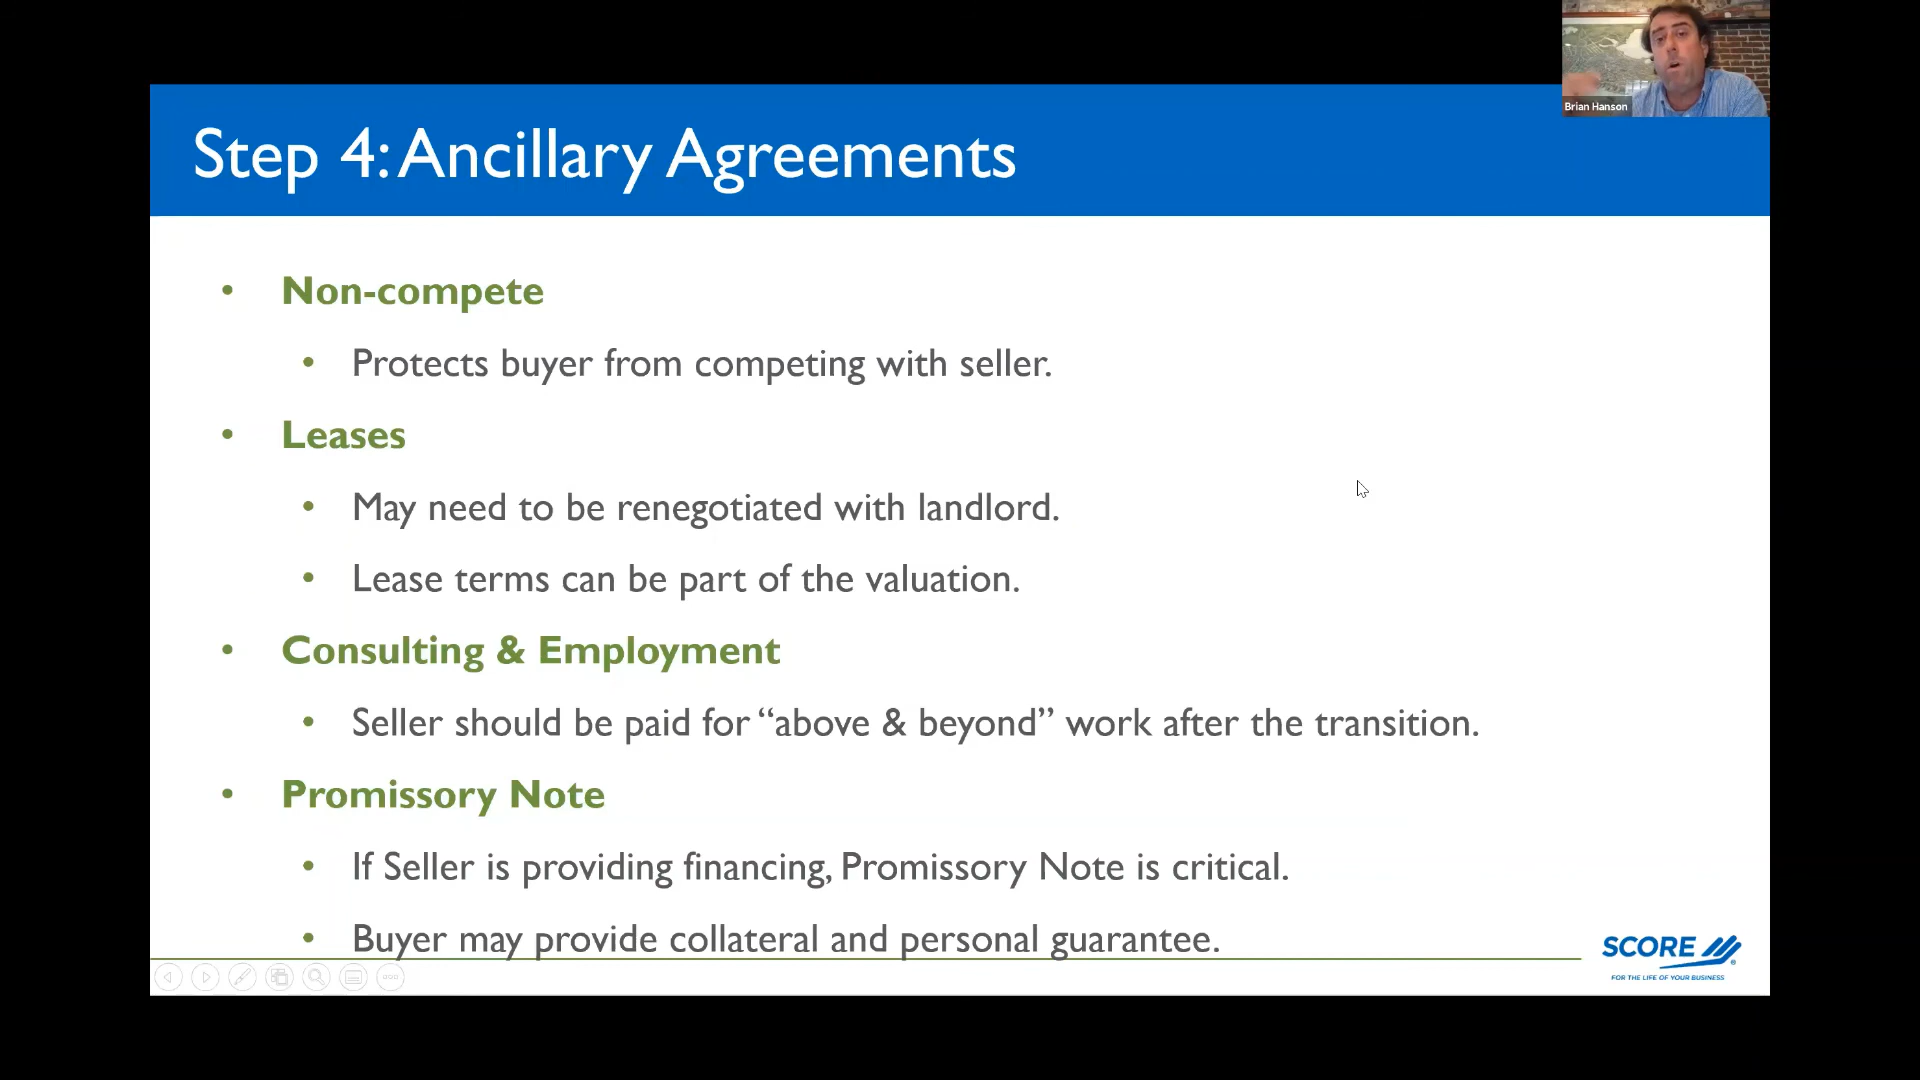 Brian Hanson
Step 4: Ancillary Agreements
• Non-compete
• Protects buyer from competing with seller.
• Leases
• May need to be renegotiated with landlord.
• Lease terms can be part of the valuation.
• Consulting & Employment
• Seller should be paid for “above & beyond” work after the transition.
• Promissory Note
• If Seller is providing financing, Promissory Note is critical.
• Buyer may provide collateral and personal guarantee.
SCORE
FOR THE LIFE OF YOUR BUSINESS